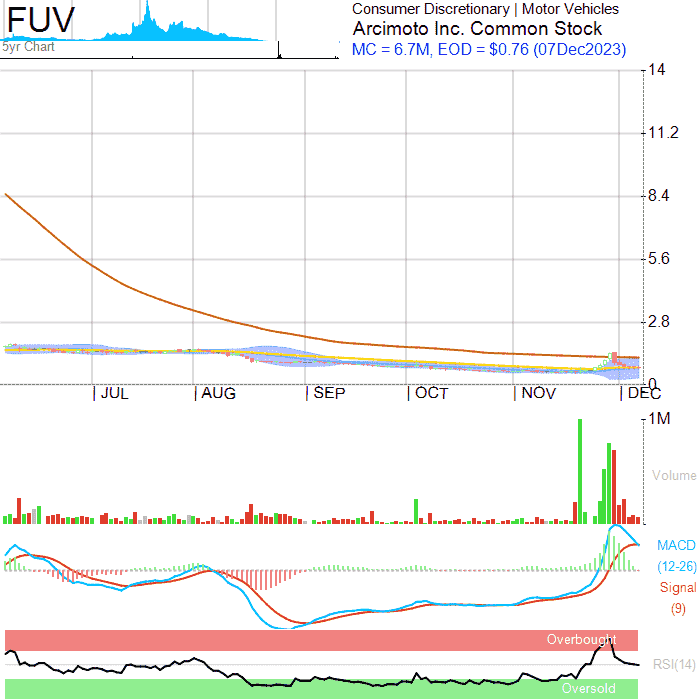 FUV
5yr Chart
Consumer Discretionary | Motor Vehicles
Arcimoto Inc. Common Stock
MC = 6.7M, EOD = $0.76 (07Dec2023)
14
11.2
8.4
5.6
2.8
0
JUL AUG SEP OCT NOV DEC
1M
Volume
MACD
(12-26)
Signal
(9)
Overbought
RSI(14)
Oversold